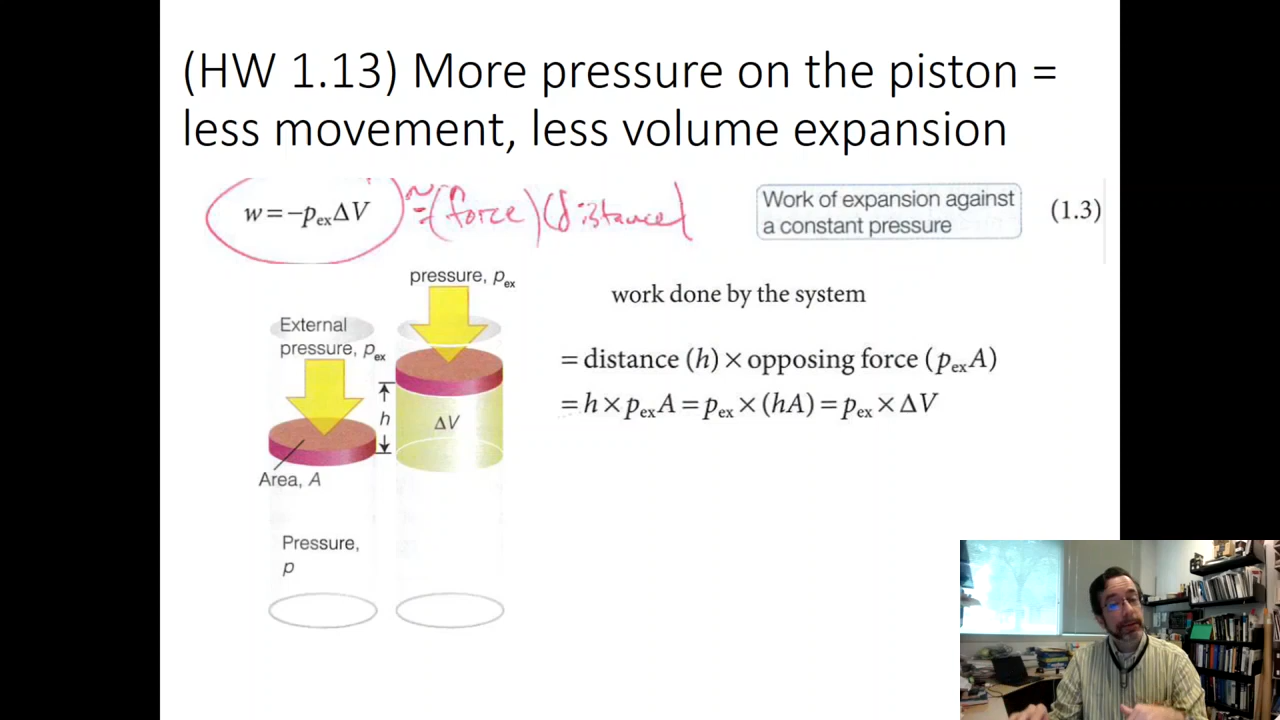 (HW 1.13) More pressure on the piston =
less movement, less volume expansion
w=−pexΔV ≈(force)(distance)
Work of expansion against
a constant pressure
(1.3)
pressure, pex
External
pressure, pex
h
ΔV
Area, A
Pressure,
p
work done by the system
= distance (h) × opposing force (pexA)
= h × pexA = pex × (hA) = pex × ΔV